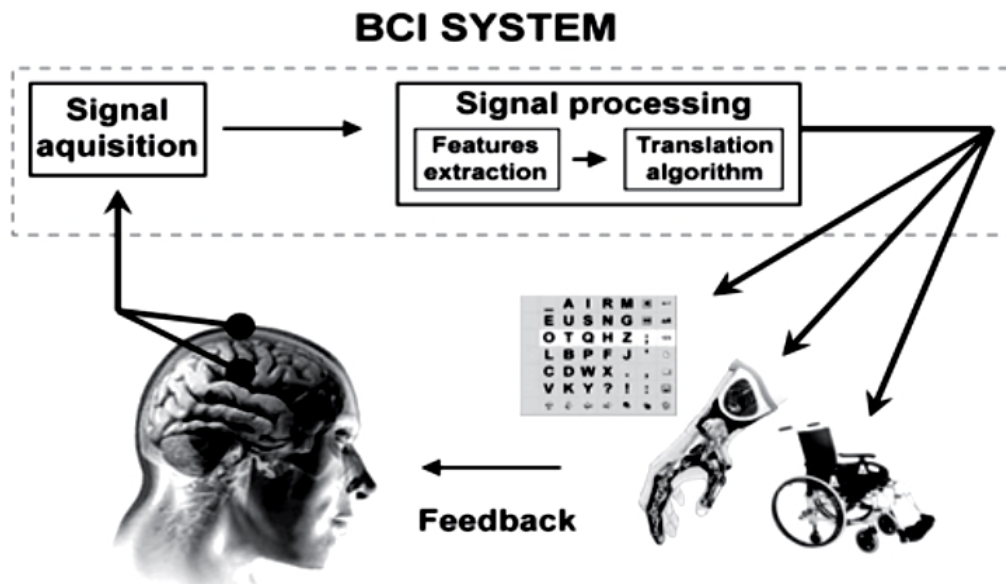 BCI SYSTEM
Signal
aquisition
Signal processing
Features
extraction
Translation
algorithm
_ A I R M
E U S N G
O T Q H Z ;
L B P F J '
C D W X . ,
V K Y ? ! :
Feedback